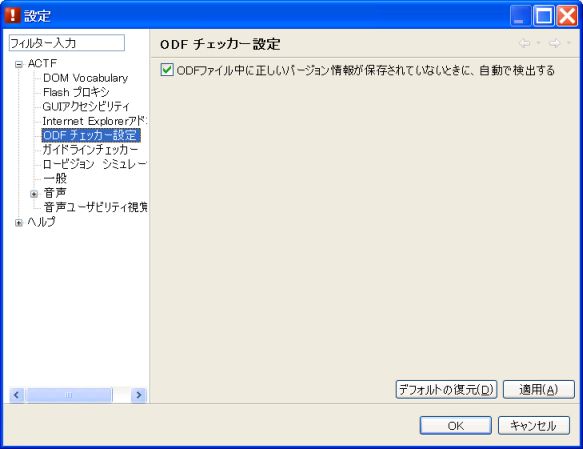 設定
フィルター入力
ODF チェッカー設定
ACTF
DOM Vocabulary
Flash プロキシ
GUIアクセシビリティ
Internet Explorerアド
ODF チェッカー設定
ガイドラインチェッカー
ロービジョン シミュレー
一般
音声
音声ユーザビリティ視覚
ヘルプ
ODFファイル中に正しいバージョン情報が保存されていないときに、自動で検出する
デフォルトの復元(D)
適用(A)
OK
キャンセル